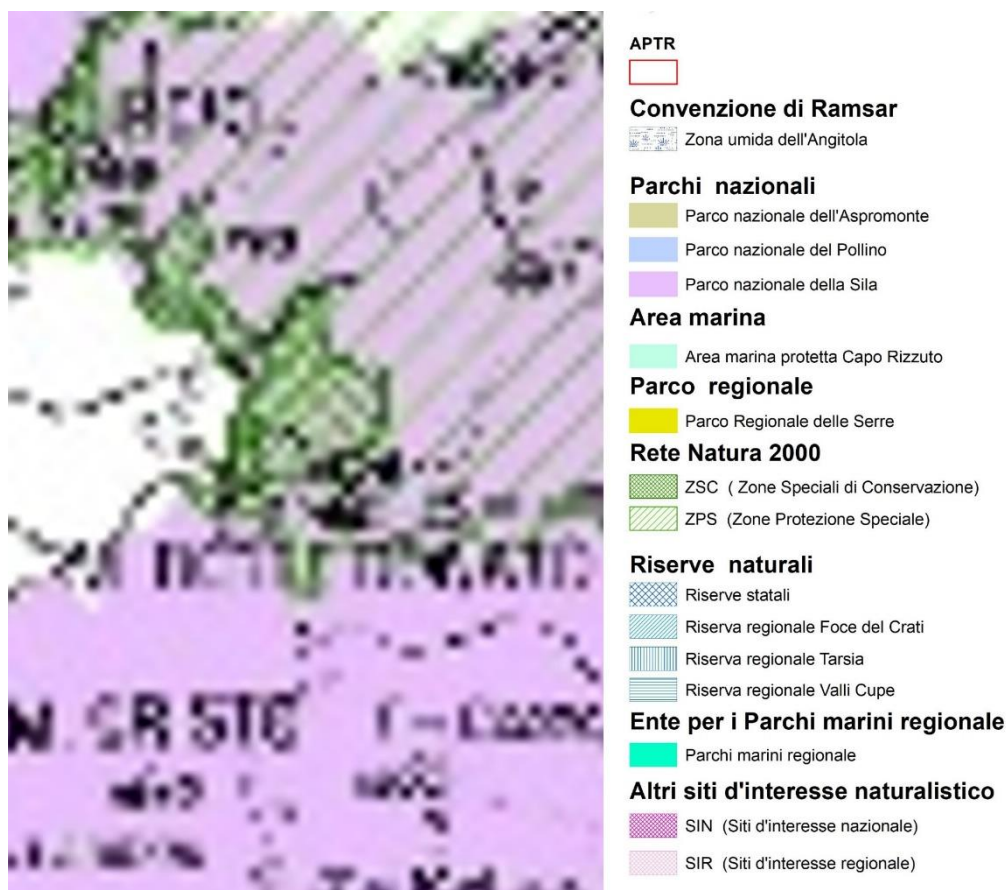 APTR
Convenzione di Ramsar
Zona umida dell'Angitola
Parchi nazionali
Parco nazionale dell'Aspromonte
Parco nazionale del Pollino
Parco nazionale della Sila
Area marina
Area marina protetta Capo Rizzuto
Parco regionale
Parco Regionale delle Serre
Rete Natura 2000
ZSC ( Zone Speciali di Conservazione)
ZPS (Zone Protezione Speciale)
Riserve naturali
Riserve statali
Riserva regionale Foce del Crati
Riserva regionale Tarsia
Riserva regionale Valli Cupe
Ente per i Parchi marini regionale
Parchi marini regionale
Altri siti d'interesse naturalistico
SIN (Siti d'interesse nazionale)
SIR (Siti d'interesse regionale)